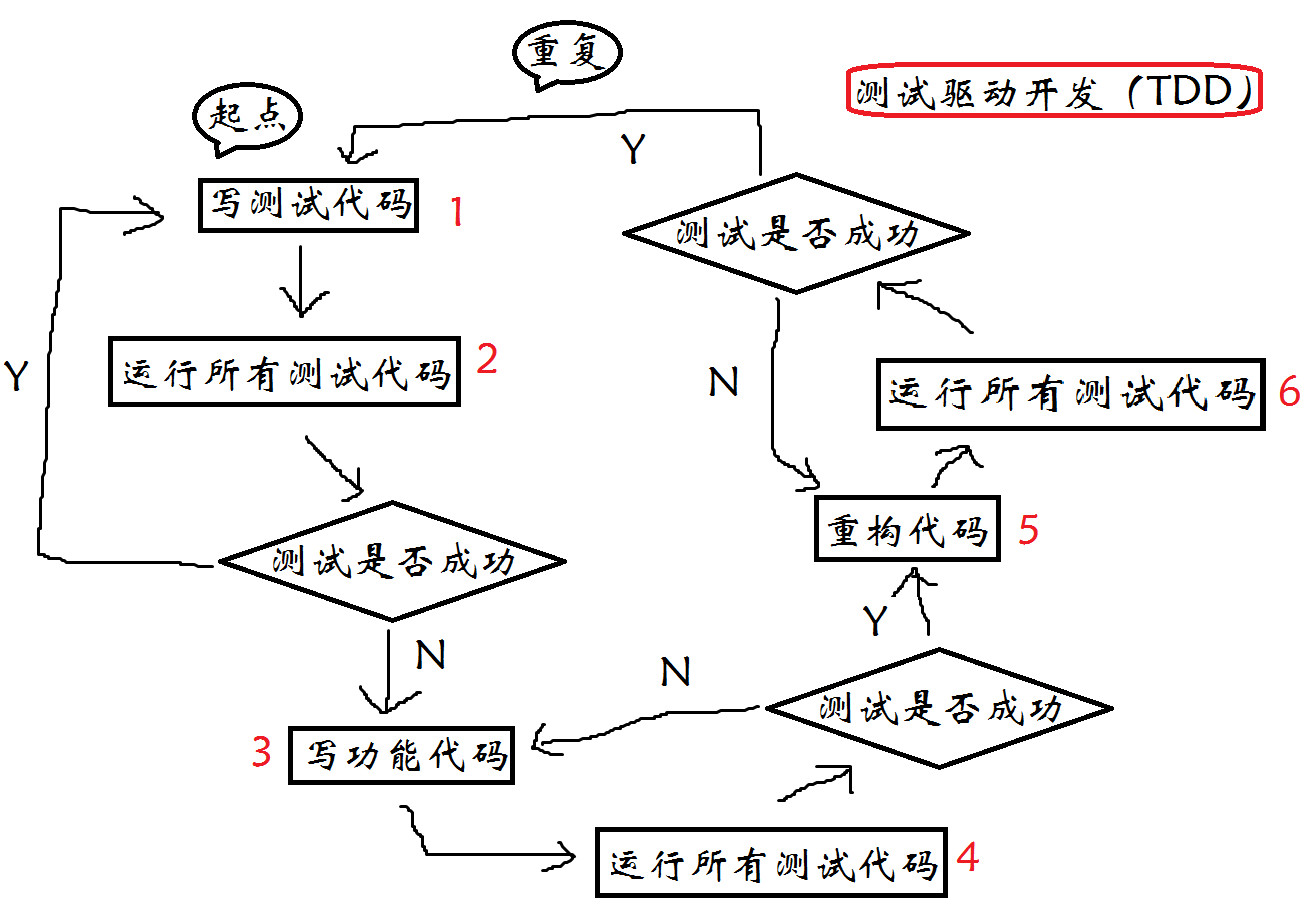 重复
测试驱动开发（TDD）
起点
Y
写测试代码 1
测试是否成功
运行所有测试代码 2
Y
N
运行所有测试代码 6
重构代码 5
测试是否成功
Y
N
N
测试是否成功
3 写功能代码
运行所有测试代码 4